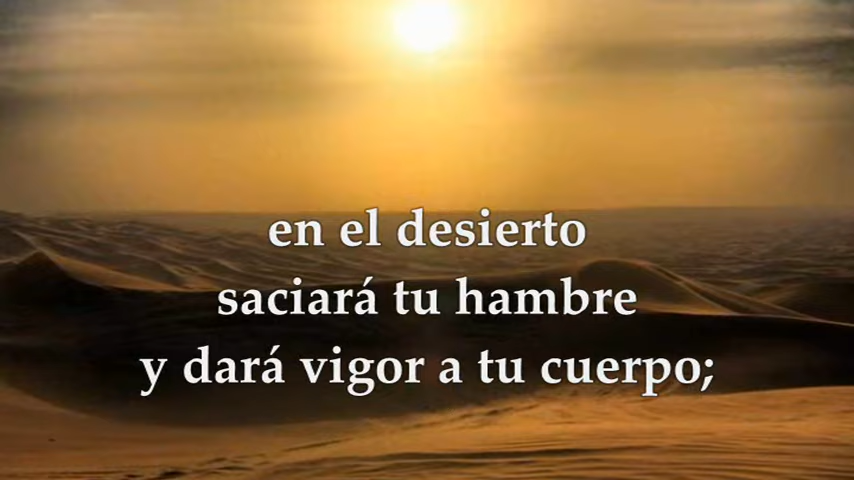 en el desierto
saciará tu hambre
y dará vigor a tu cuerpo;